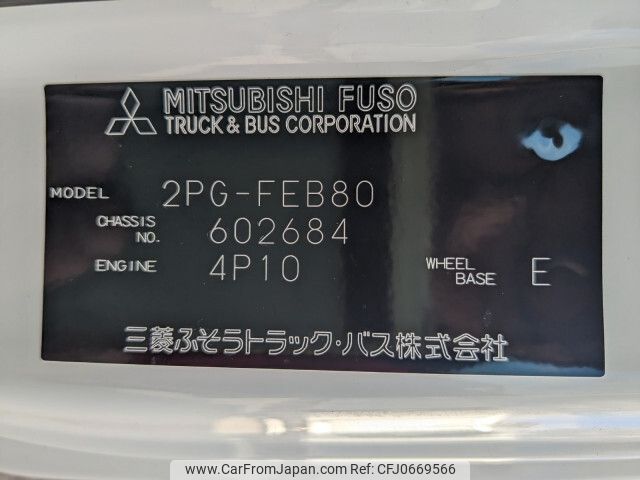 MITSUBISHI FUSO
TRUCK & BUS CORPORATION
MODEL 2PG-FEB80
CHASSIS NO. 602684
ENGINE 4P10 WHEEL BASE E
三菱ふそうトラック・バス株式会社
www.CarFromJapan.com | Ref:CFJ0669566